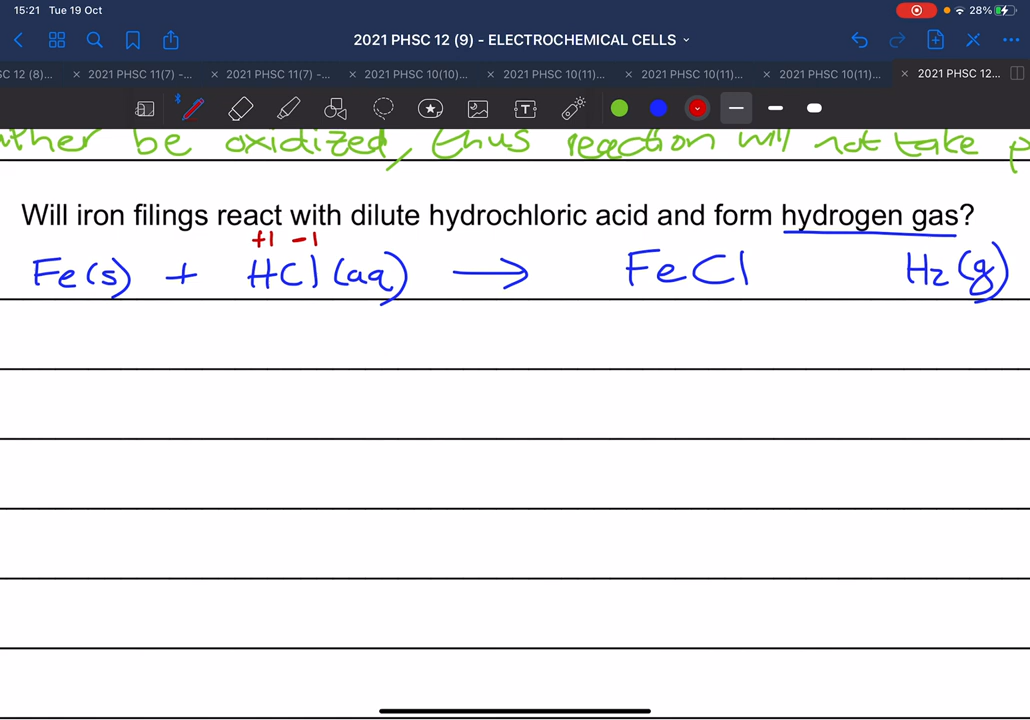 15:21 Tue 19 Oct
28%
2021 PHSC 12 (9) - ELECTROCHEMICAL CELLS
SC 12 (8)... × 2021 PHSC 11(7) -... × 2021 PHSC 11(7) -... × 2021 PHSC 10(10)... × 2021 PHSC 10(11)... × 2021 PHSC 10(11)... × 2021 PHSC 10(11)... × 2021 PHSC 12...
be oxidized, thus reaction will not take
Will iron filings react with dilute hydrochloric acid and form hydrogen gas?
+1 -1
Fe(s) + HCl(aq) → FeCl H2(g)